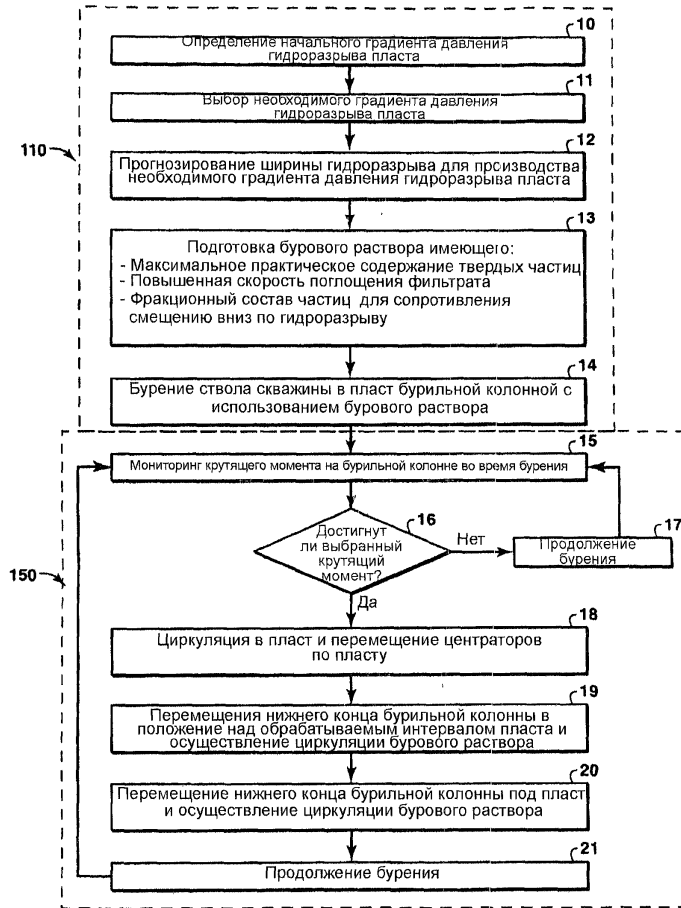 10
Определение начального градиента давления
гидроразрыва пласта
11
Выбор необходимого градиента давления
гидроразрыва пласта
110
12
Прогнозирование ширины гидроразрыва для производства
необходимого градиента давления гидроразрыва пласта
13
Подготовка бурового раствора имеющего:
- Максимальное практическое содержание твердых частиц
- Повышенная скорость поглощения фильтрата
- Фракционный состав частиц для сопротивления
смещению вниз по гидроразрыву
14
Бурение ствола скважины в пласт бурильной колонной с
использованием бурового раствора
15
Мониторинг крутящего момента на бурильной колонне во время бурения
16
Достигнут
ли выбранный
крутящий
момент?
Нет
17
Продолжение
бурения
150
Да
18
Циркуляция в пласт и перемещение центраторов
по пласту
19
Перемещения нижнего конца бурильной колонны в
положение над обрабатываемым интервалом пласта и
осуществление циркуляции бурового раствора
20
Перемещение нижнего конца бурильной колонны под пласт
и осуществление циркуляции бурового раствора
21
Продолжение бурения